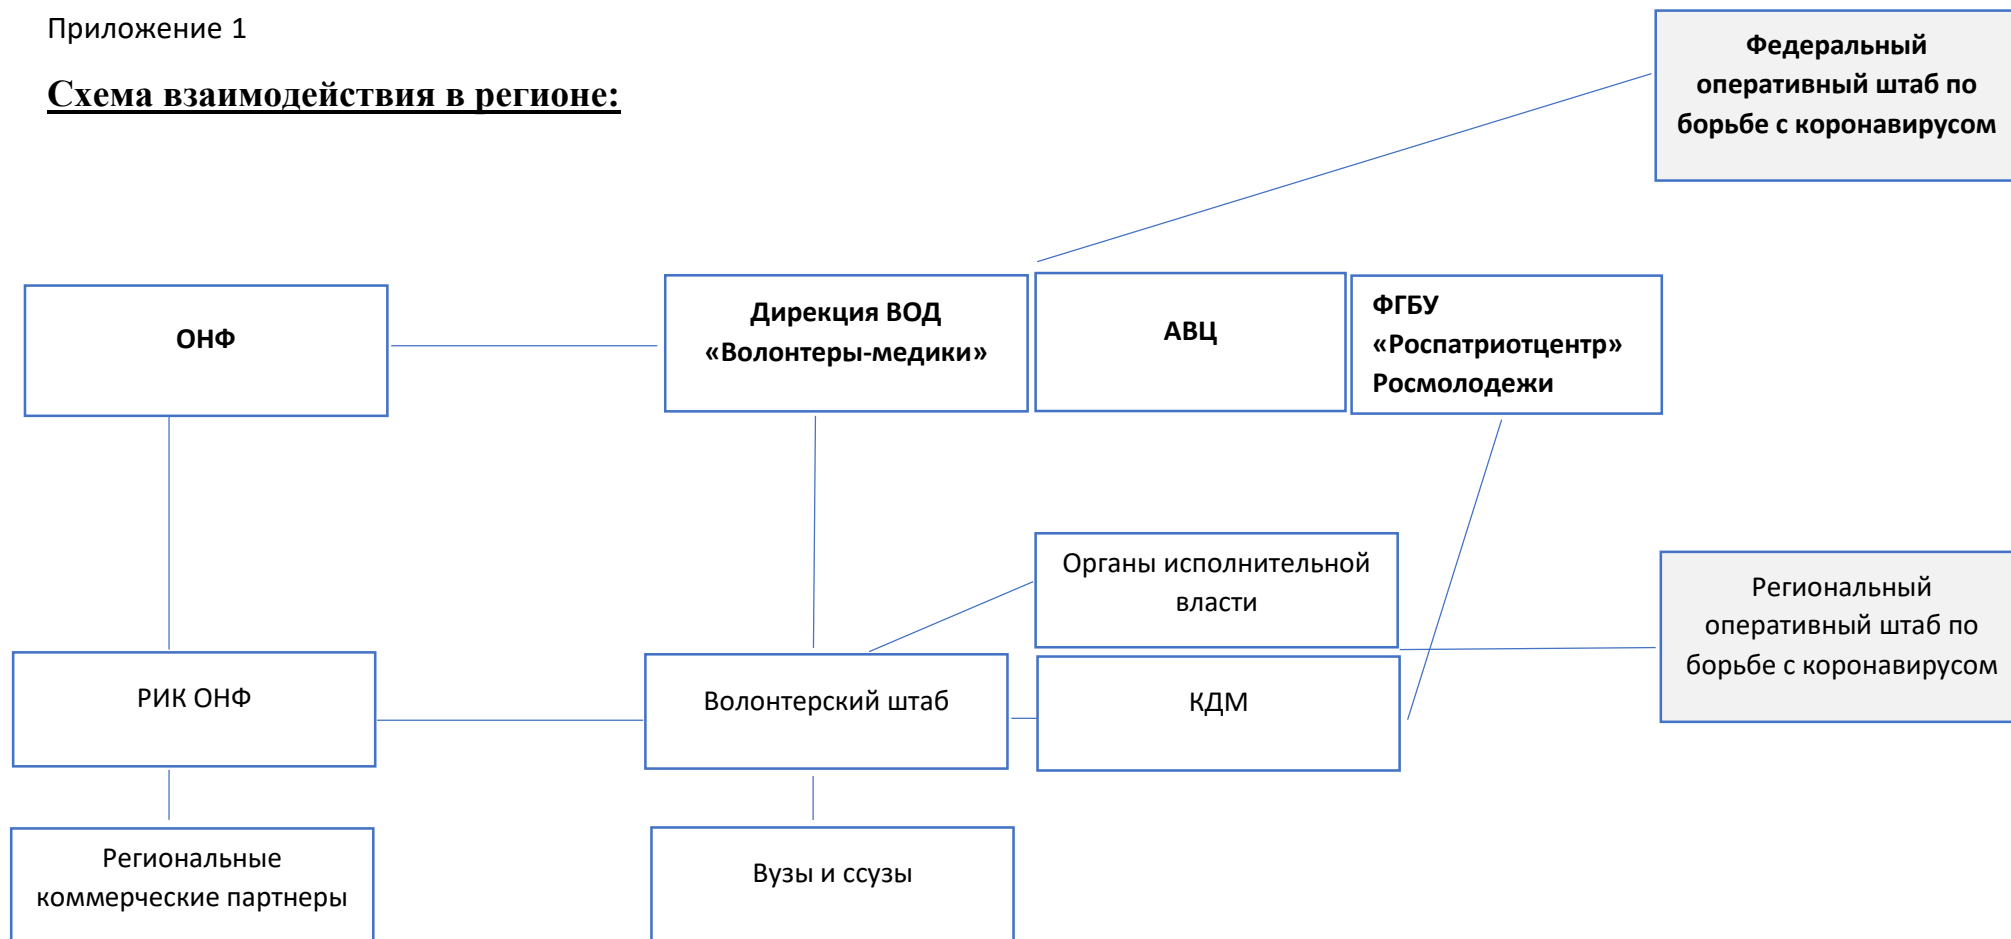 Приложение 1
Схема взаимодействия в регионе:
Федеральный
оперативный штаб по
борьбе с коронавирусом
ОНФ
Дирекция ВОД
«Волонтеры-медики»
АВЦ
ФГБУ
«Роспатриотцентр»
Росмолодежи
Органы исполнительной
власти
Региональный
оперативный штаб по
борьбе с коронавирусом
РИК ОНФ
Волонтерский штаб
КДМ
Региональные
коммерческие партнеры
Вузы и ссузы